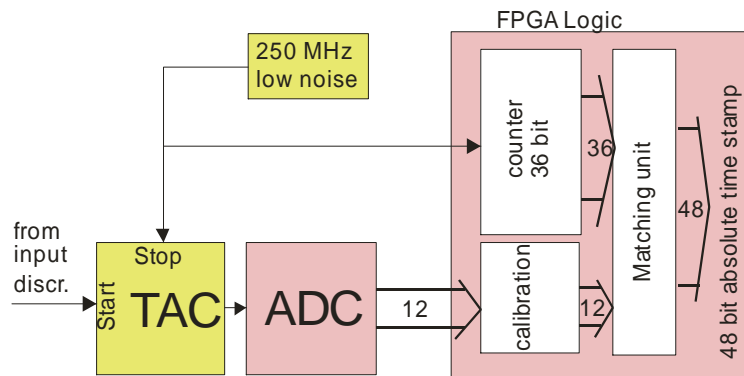 FPGA Logic
250 MHz
low noise
counter
36 bit
36
Matching unit
48
48 bit absolute time stamp
from
input
discr.
Start
Stop
TAC
ADC
12
calibration
12